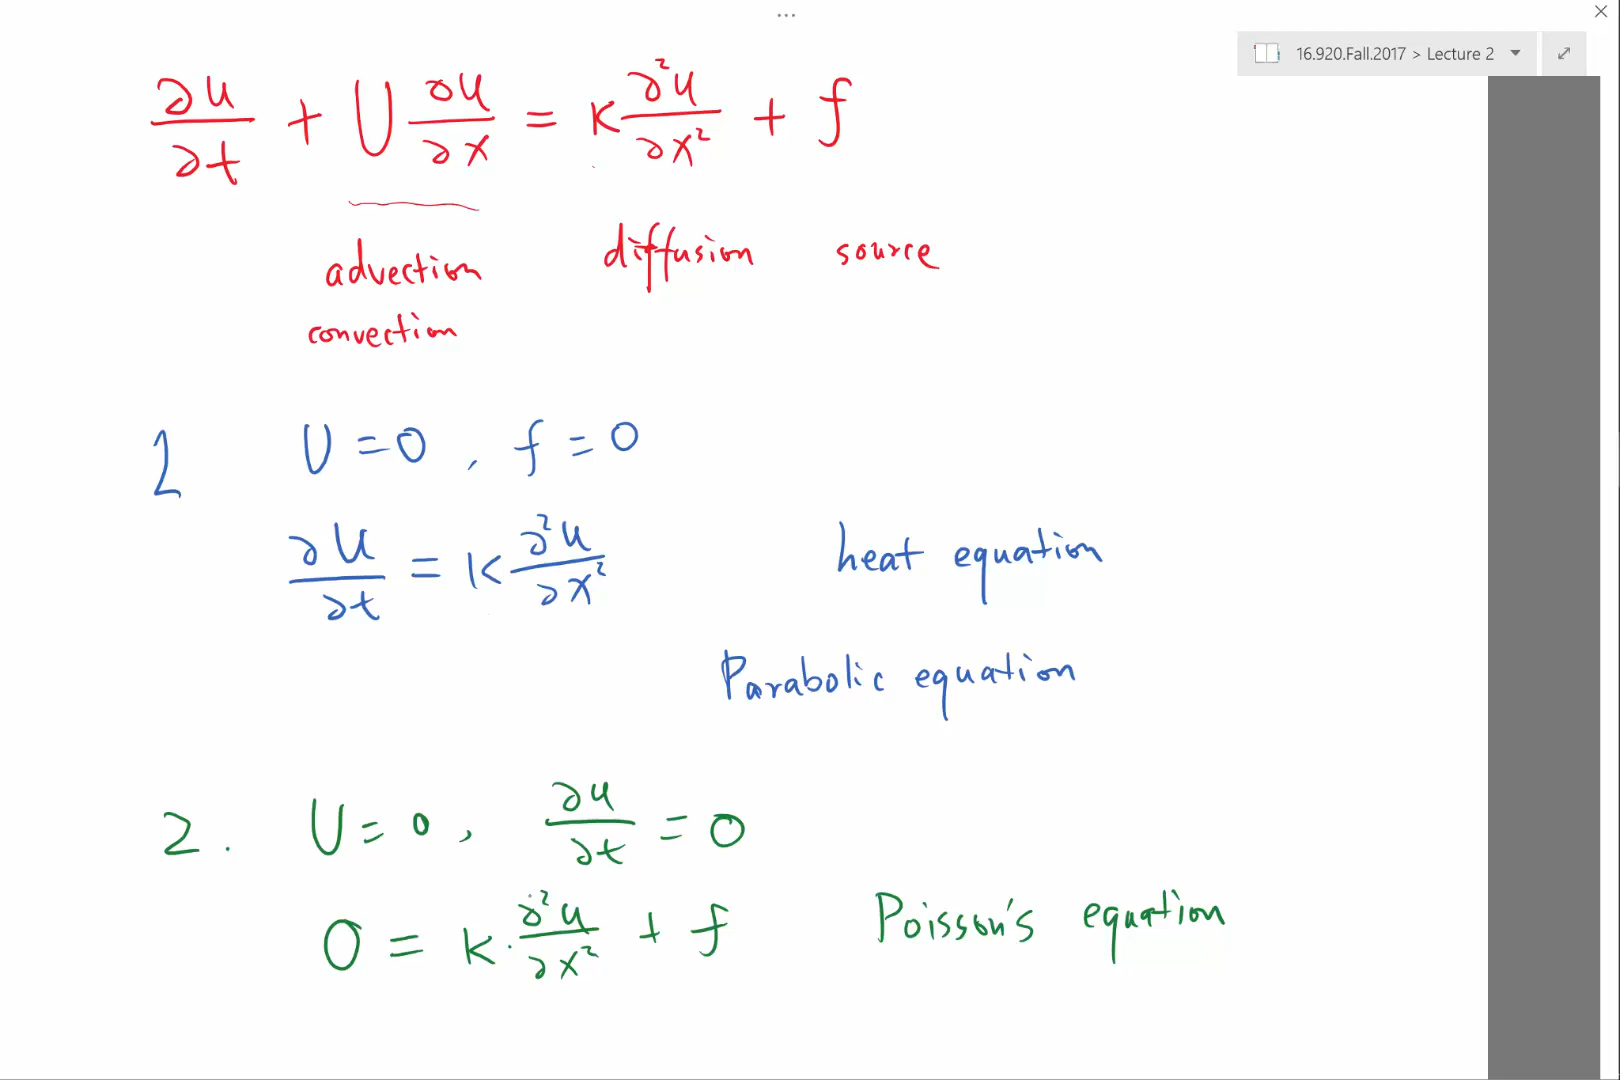 16.920.Fall.2017 > Lecture 2
∂u/∂t + U ∂u/∂x = κ ∂²u/∂x² + f
advection diffusion source
convection
1 U = 0 , f = 0
∂u/∂t = κ ∂²u/∂x² heat equation
Parabolic equation
2. U = 0 , ∂u/∂t = 0
0 = κ · ∂²u/∂x² + f Poisson's equation